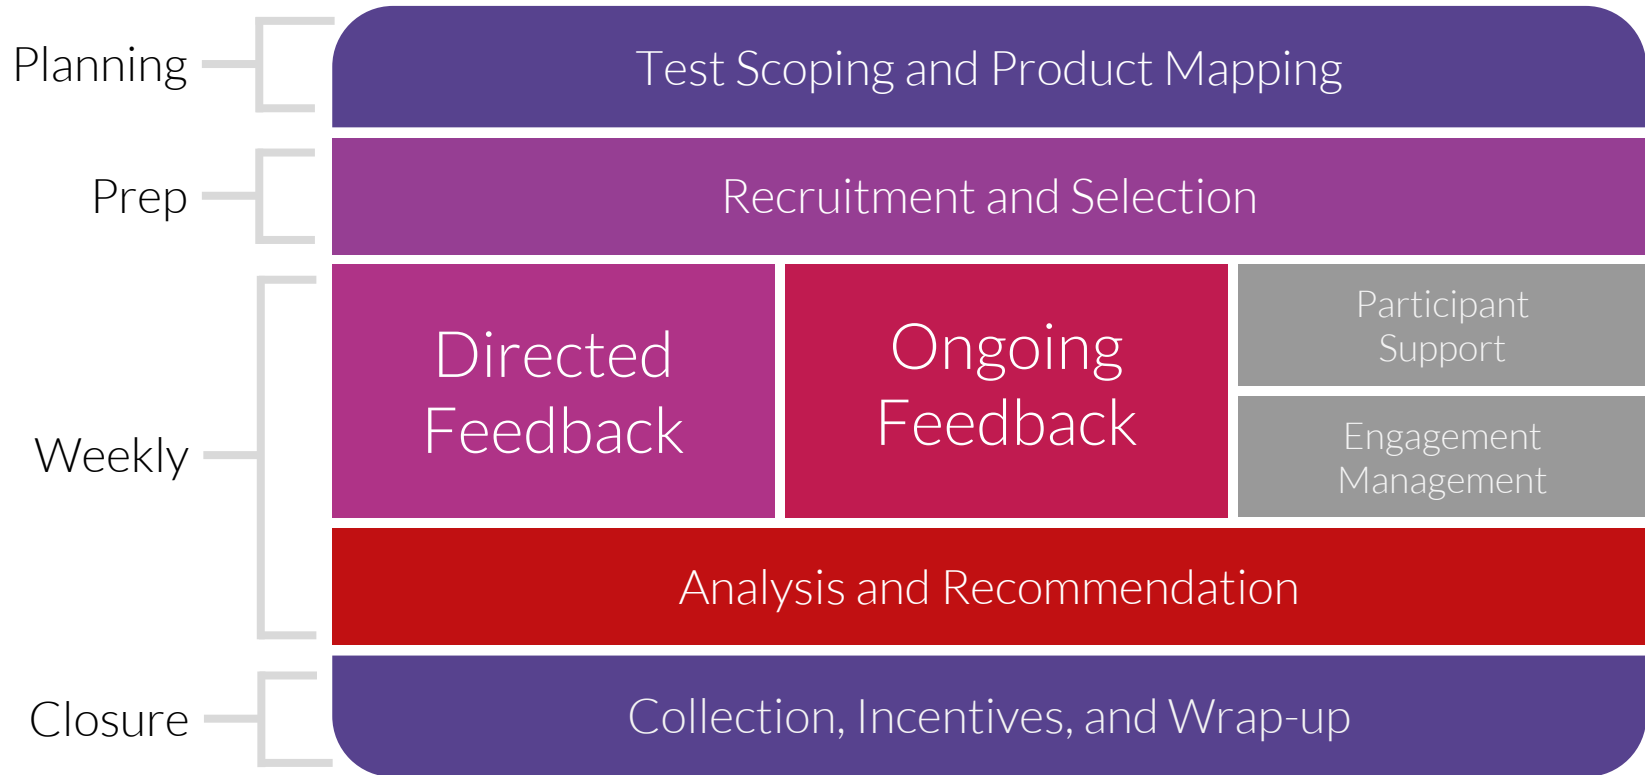 Planning
Test Scoping and Product Mapping
Prep
Recruitment and Selection
Weekly
Directed
Feedback
Ongoing
Feedback
Participant
Support
Engagement
Management
Analysis and Recommendation
Closure
Collection, Incentives, and Wrap-up